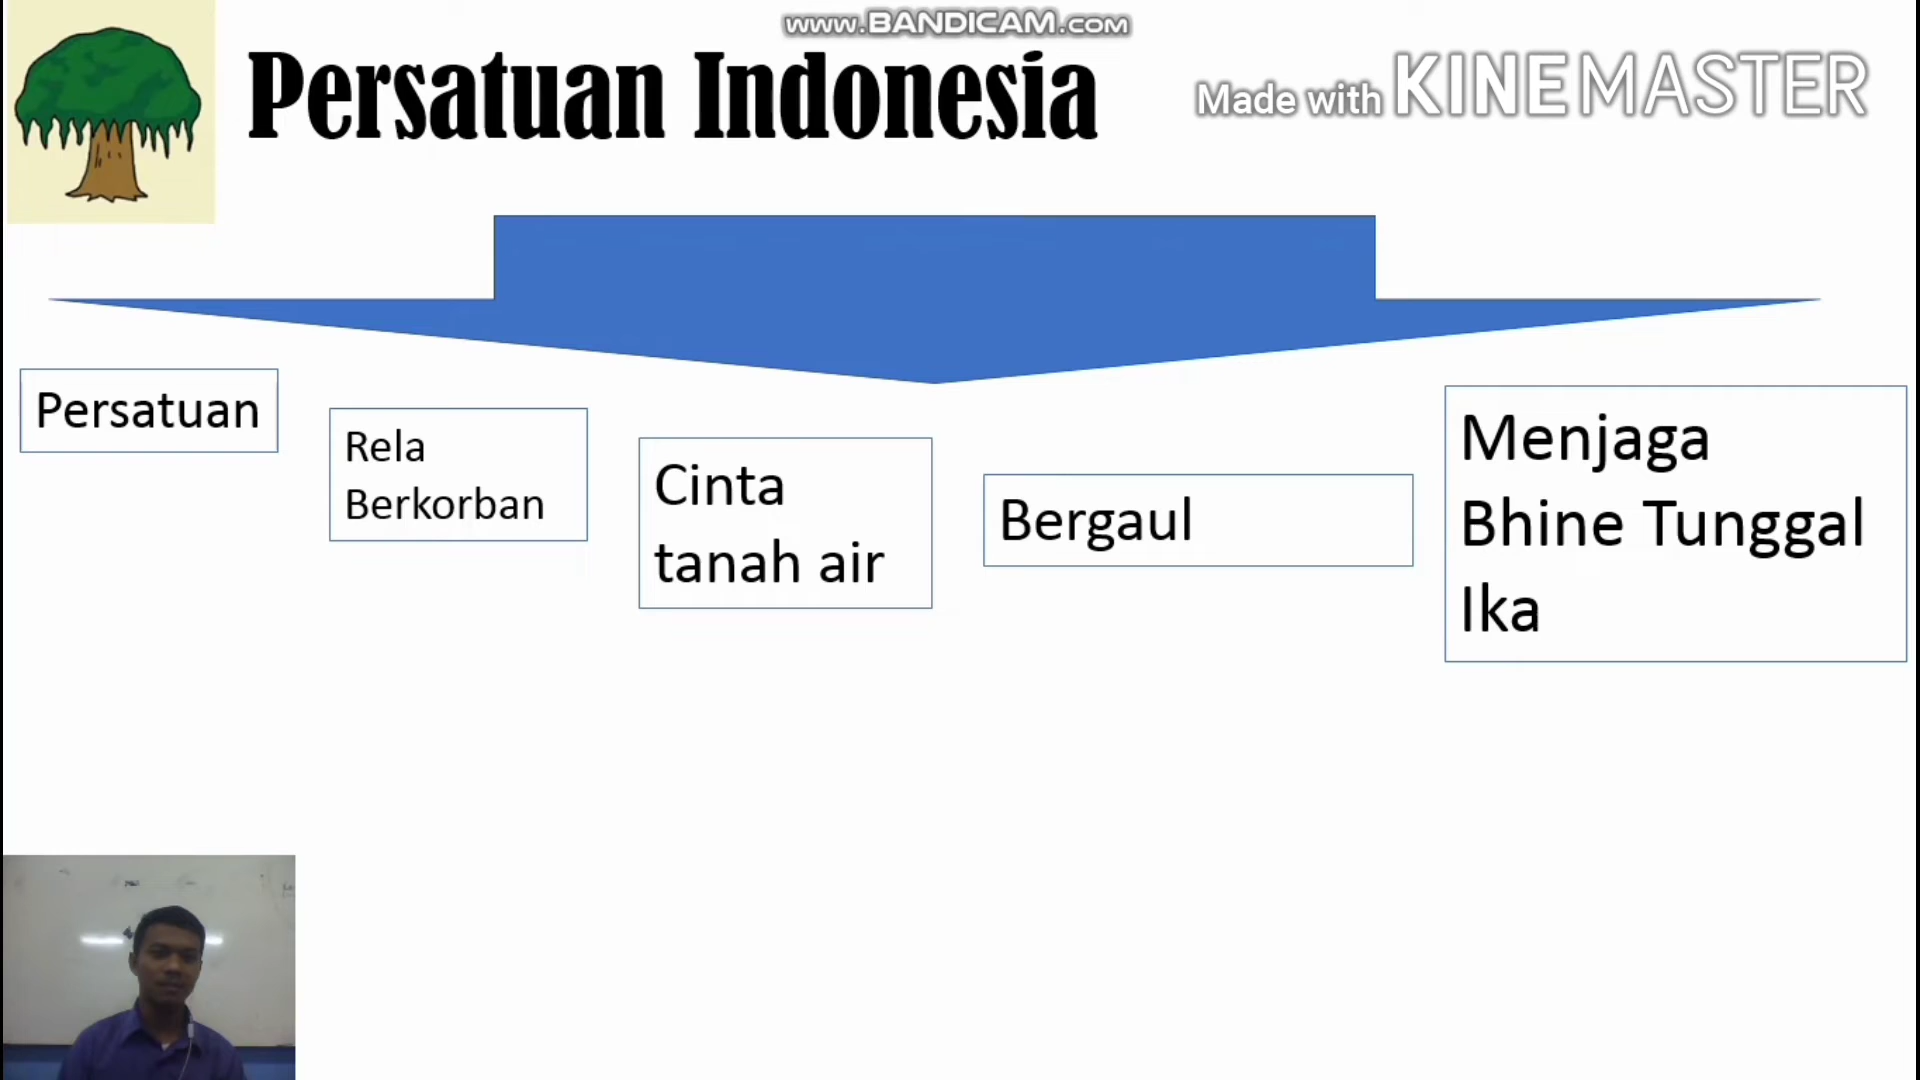 www.BANDICAM.com
Persatuan Indonesia
Made with KINEMASTER
Persatuan
Rela
Berkorban
Cinta
tanah air
Bergaul
Menjaga
Bhine Tunggal
Ika